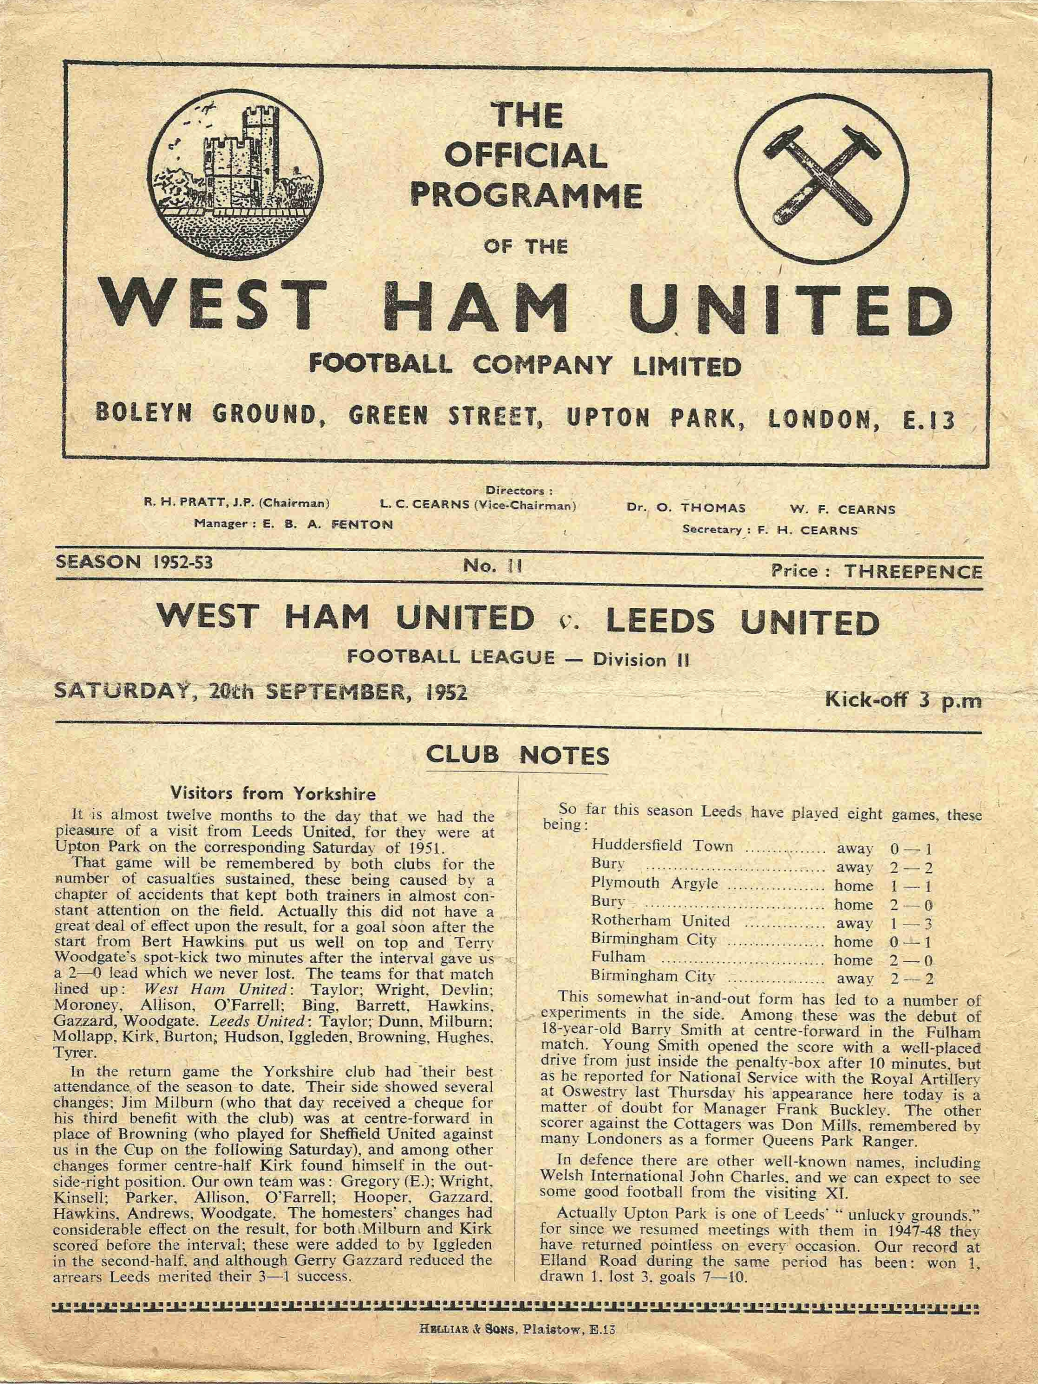 THE
OFFICIAL
PROGRAMME
OF THE
WEST HAM UNITED
FOOTBALL COMPANY LIMITED
BOLEYN GROUND, GREEN STREET, UPTON PARK, LONDON, E.13
Directors :
R. H. PRATT, J.P. (Chairman) L. C. CEARNS (Vice-Chairman) Dr. O. THOMAS W. F. CEARNS
Manager : E. B. A. FENTON Secretary : F. H. CEARNS
SEASON 1952-53 No. 11 Price : THREEPENCE
WEST HAM UNITED v. LEEDS UNITED
FOOTBALL LEAGUE — Division II
SATURDAY, 20th SEPTEMBER, 1952 Kick-off 3 p.m
CLUB NOTES
Visitors from Yorkshire
It is almost twelve months to the day that we had the
pleasure of a visit from Leeds United, for they were at
Upton Park on the corresponding Saturday of 1951.
That game will be remembered by both clubs for the
number of casualties sustained, these being caused by a
chapter of accidents that kept both trainers in almost con-
stant attention on the field. Actually this did not have a
great deal of effect upon the result, for a goal soon after the
start from Bert Hawkins put us well on top and Terry
Woodgate's spot-kick two minutes after the interval gave us
a 2—0 lead which we never lost. The teams for that match
lined up: West Ham United: Taylor; Wright, Devlin;
Moroney, Allison, O'Farrell; Bing, Barrett, Hawkins,
Gazzard, Woodgate. Leeds United: Taylor; Dunn, Milburn;
Mollapp, Kirk, Burton; Hudson, Iggleden, Browning, Hughes,
Tyrer.
In the return game the Yorkshire club had their best
attendance of the season to date. Their side showed several
changes; Jim Milburn (who that day received a cheque for
his third benefit with the club) was at centre-forward in
place of Browning (who played for Sheffield United against
us in the Cup on the following Saturday), and among other
changes former centre-half Kirk found himself in the out-
side-right position. Our own team was: Gregory (E.); Wright,
Kinsell; Parker, Allison, O'Farrell; Hooper, Gazzard,
Hawkins, Andrews, Woodgate. The homesters' changes had
considerable effect on the result, for both Milburn and Kirk
scored before the interval; these were added to by Iggleden
in the second-half, and although Gerry Gazzard reduced the
arrears Leeds merited their 3—1 success.
So far this season Leeds have played eight games, these
being:
Huddersfield Town .............. away 0 — 1
Bury ................................ away 2 — 2
Plymouth Argyle ................. home 1 — 1
Bury ................................ home 2 — 0
Rotherham United .............. away 1 — 3
Birmingham City ................. home 0 — 1
Fulham ............................. home 2 — 0
Birmingham City ................. away 2 — 2
This somewhat in-and-out form has led to a number of
experiments in the side. Among these was the debut of
18-year-old Barry Smith at centre-forward in the Fulham
match. Young Smith opened the score with a well-placed
drive from just inside the penalty-box after 10 minutes, but
as he reported for National Service with the Royal Artillery
at Oswestry last Thursday his appearance here today is a
matter of doubt for Manager Frank Buckley. The other
scorer against the Cottagers was Don Mills, remembered by
many Londoners as a former Queens Park Ranger.
In defence there are other well-known names, including
Welsh International John Charles, and we can expect to see
some good football from the visiting XI.
Actually Upton Park is one of Leeds' " unlucky grounds,"
for since we resumed meetings with them in 1947-48 they
have returned pointless on every occasion. Our record at
Elland Road during the same period has been: won 1,
drawn 1, lost 3, goals 7—10.
HELLIAR & SONS, Plaistow, E.13